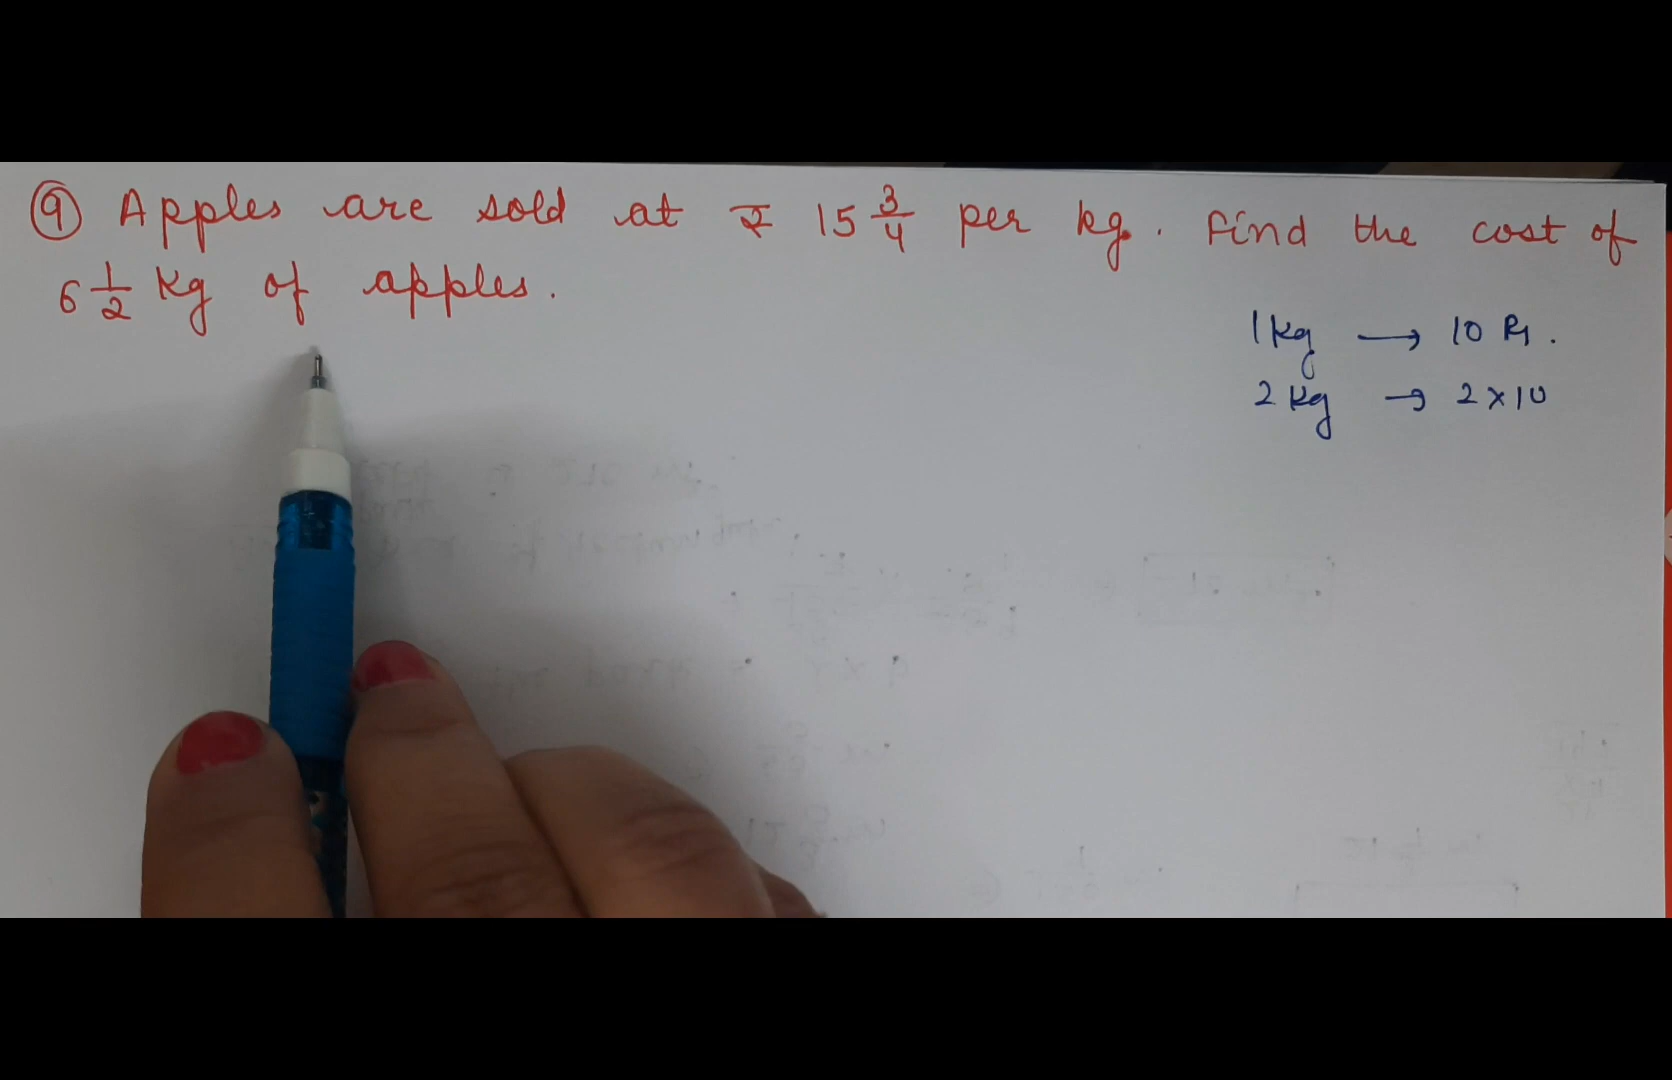 9 Apples are sold at ₹ 15 3/4 per kg. Find the cost of
6 1/2 kg of apples.
1 kg → 10 Rs.
2 kg → 2 × 10